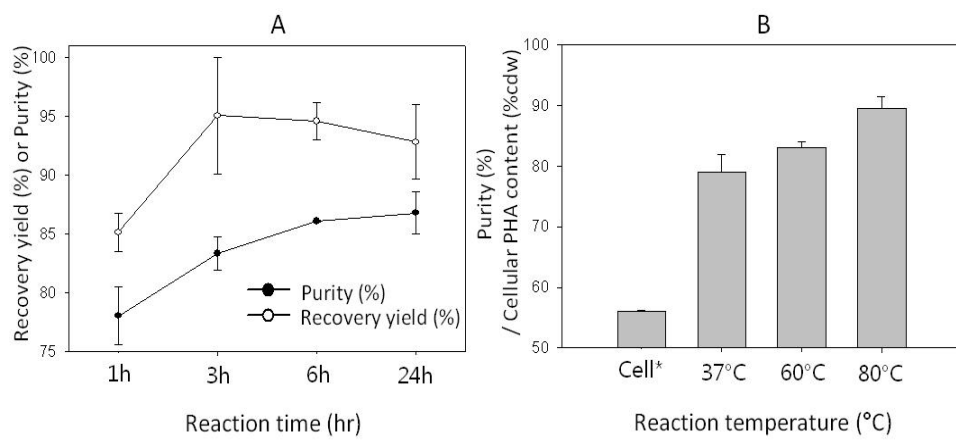 A
Recovery yield (%) or Purity (%)
100
95
90
85
80
75
Purity (%)
Recovery yield (%)
1h 3h 6h 24h
Reaction time (hr)
B
Purity (%)
/ Cellular PHA content (%cdw)
100
90
80
70
60
50
Cell* 37°C 60°C 80°C
Reaction temperature (°C)